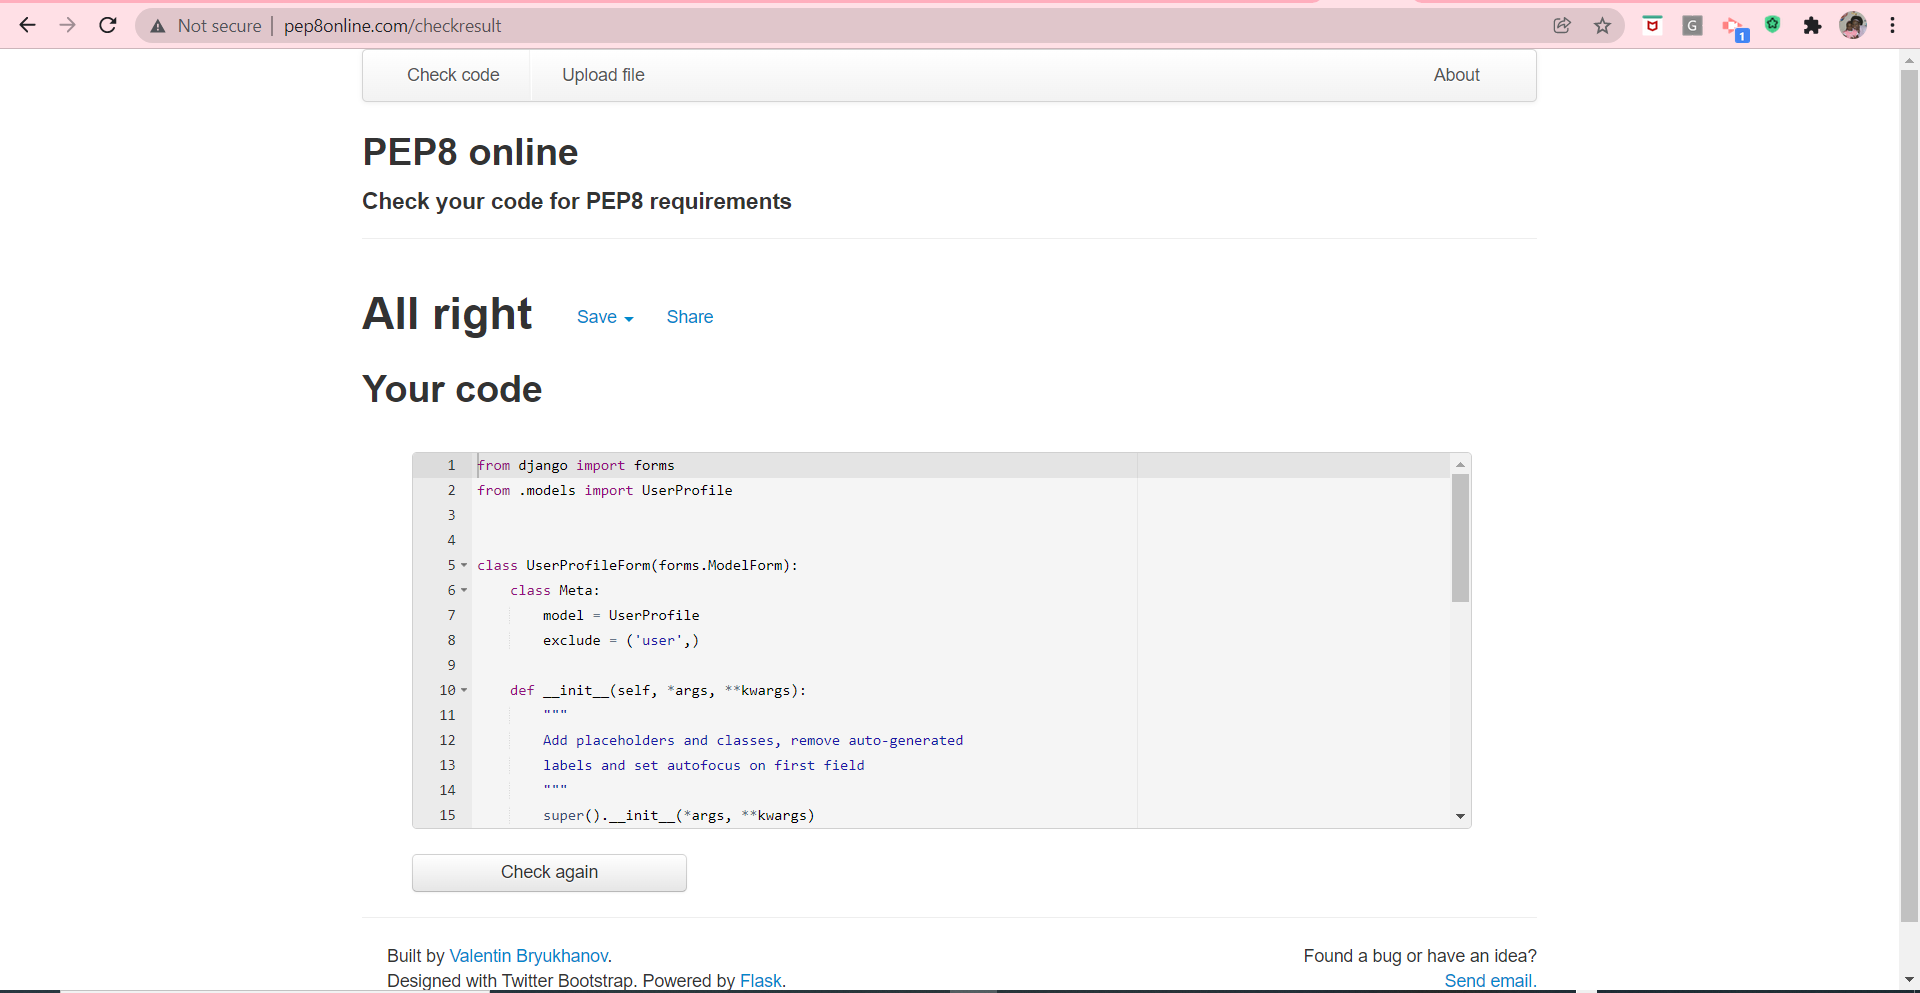 Not secure | pep8online.com/checkresult
G
1
Check code Upload file About
PEP8 online
Check your code for PEP8 requirements
All right Save Share
Your code
1 from django import forms
2 from .models import UserProfile
3
4
5 class UserProfileForm(forms.ModelForm):
6 class Meta:
7 model = UserProfile
8 exclude = ('user',)
9
10 def __init__(self, *args, **kwargs):
11 """
12 Add placeholders and classes, remove auto-generated
13 labels and set autofocus on first field
14 """
15 super().__init__(*args, **kwargs)
Check again
Built by Valentin Bryukhanov. Found a bug or have an idea?
Designed with Twitter Bootstrap. Powered by Flask. Send email.